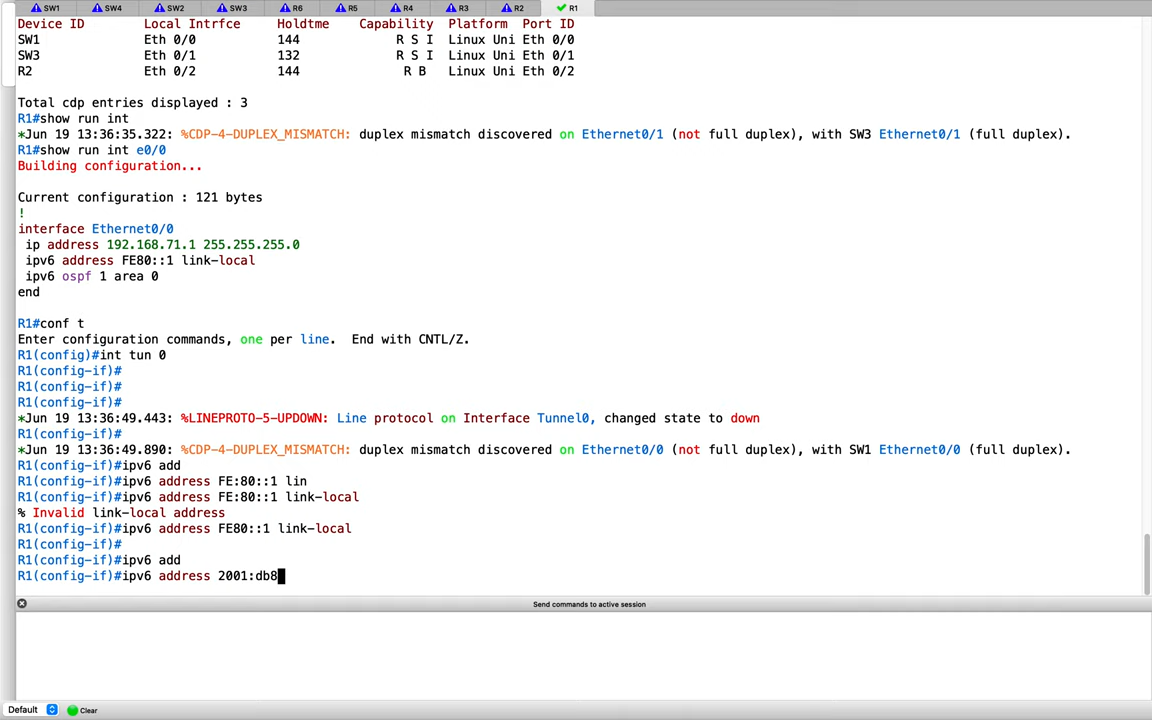 SW1 SW4 SW2 SW3 R6 R5 R4 R3 R2 R1
Device ID Local Intrfce Holdtme Capability Platform Port ID
SW1 Eth 0/0 144 R S I Linux Uni Eth 0/0
SW3 Eth 0/1 132 R S I Linux Uni Eth 0/1
R2 Eth 0/2 144 R B Linux Uni Eth 0/2
Total cdp entries displayed : 3
R1#show run int
*Jun 19 13:36:35.322: %CDP-4-DUPLEX_MISMATCH: duplex mismatch discovered on Ethernet0/1 (not full duplex), with SW3 Ethernet0/1 (full duplex).
R1#show run int e0/0
Building configuration...
Current configuration : 121 bytes
!
interface Ethernet0/0
ip address 192.168.71.1 255.255.255.0
ipv6 address FE80::1 link-local
ipv6 ospf 1 area 0
end
R1#conf t
Enter configuration commands, one per line. End with CNTL/Z.
R1(config)#int tun 0
R1(config-if)#
R1(config-if)#
R1(config-if)#
*Jun 19 13:36:49.443: %LINEPROTO-5-UPDOWN: Line protocol on Interface Tunnel0, changed state to down
R1(config-if)#
*Jun 19 13:36:49.890: %CDP-4-DUPLEX_MISMATCH: duplex mismatch discovered on Ethernet0/0 (not full duplex), with SW1 Ethernet0/0 (full duplex).
R1(config-if)#ipv6 add
R1(config-if)#ipv6 address FE:80::1 lin
R1(config-if)#ipv6 address FE:80::1 link-local
% Invalid link-local address
R1(config-if)#ipv6 address FE80::1 link-local
R1(config-if)#
R1(config-if)#ipv6 add
R1(config-if)#ipv6 address 2001:db8
Send commands to active session
Default Clear